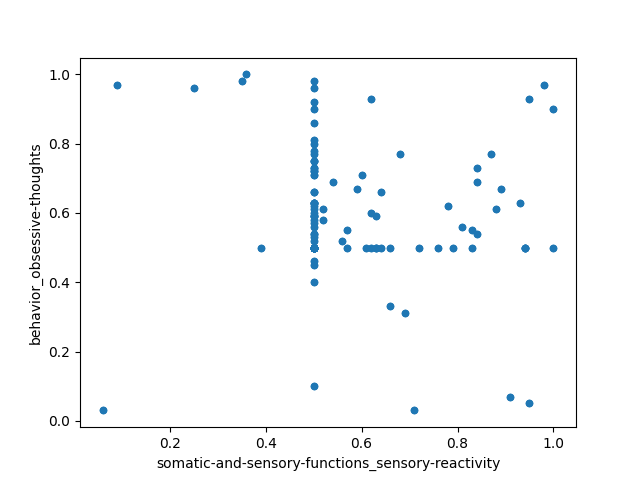 1.0
0.8
0.6
0.4
0.2
0.0
behavior_obsessive-thoughts
0.2 0.4 0.6 0.8 1.0
somatic-and-sensory-functions_sensory-reactivity